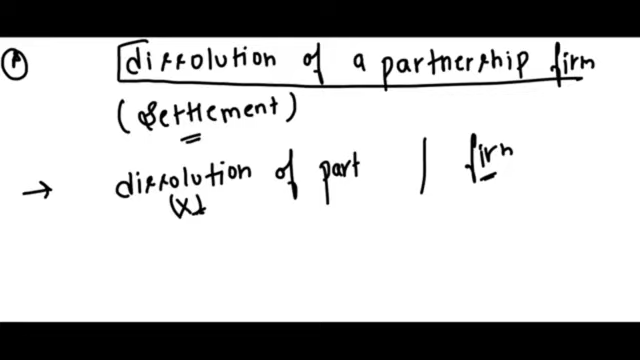 dissolution of a partnership firm
(Settlement)
→ dissolution of part | firm
(x)